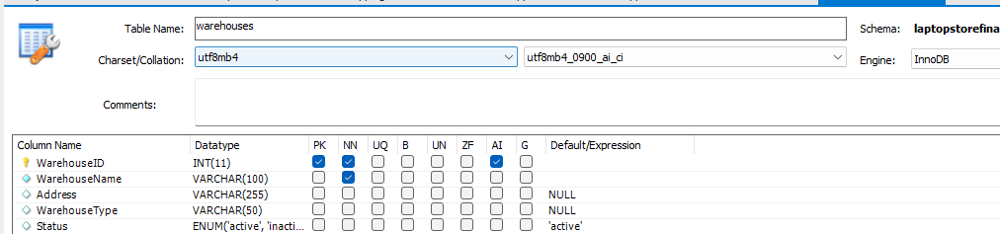 Table Name: warehouses Schema: laptopstorefina
Charset/Collation: utf8mb4 utf8mb4_0900_ai_ci Engine: InnoDB
Comments:
Column Name Datatype PK NN UQ B UN ZF AI G Default/Expression
WarehouseID INT(11)
WarehouseName VARCHAR(100)
Address VARCHAR(255) NULL
WarehouseType VARCHAR(50) NULL
Status ENUM('active', 'inacti... 'active'